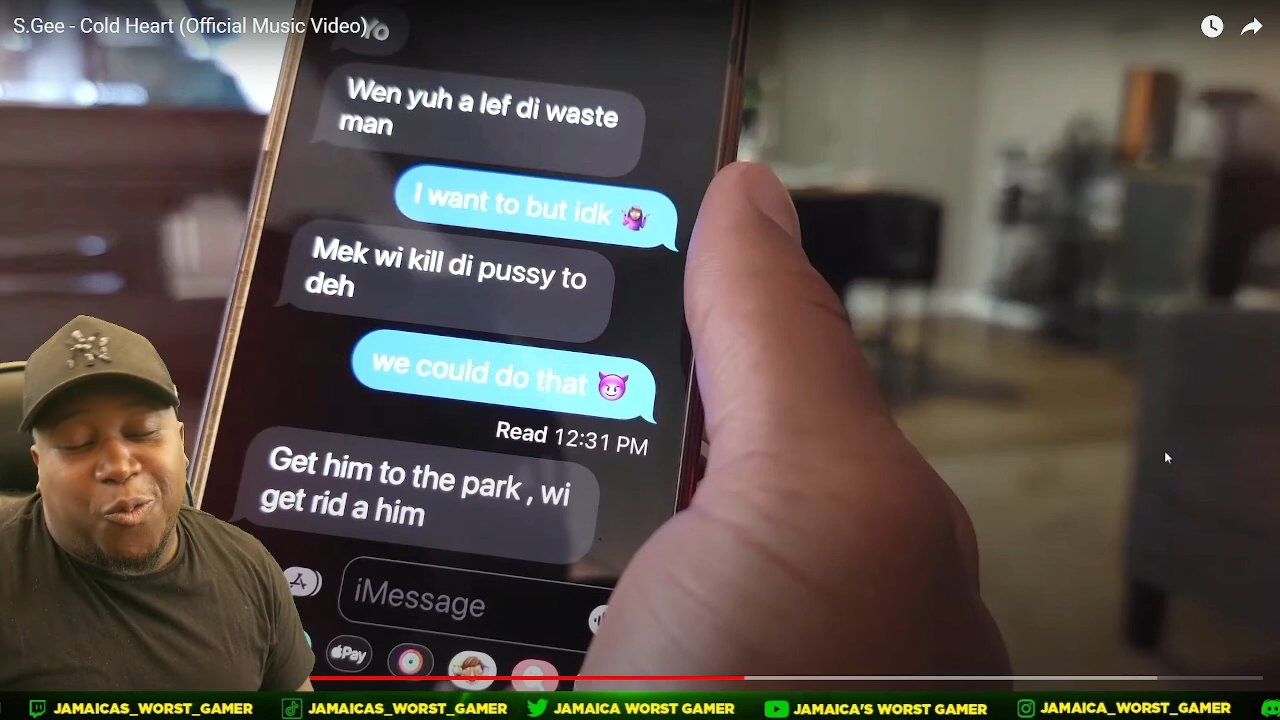 S.Gee - Cold Heart (Official Music Video)
Yo
Wen yuh a lef di waste
man
I want to but idk 🤷🏾‍♀️
Mek wi kill di pussy to
deh
we could do that 😈
Read 12:31 PM
Get him to the park , wi
get rid a him
iMessage
Pay
JAMAICAS_WORST_GAMER
JAMAICAS_WORST_GAMER
JAMAICA WORST GAMER
JAMAICA'S WORST GAMER
JAMAICA_WORST_GAMER